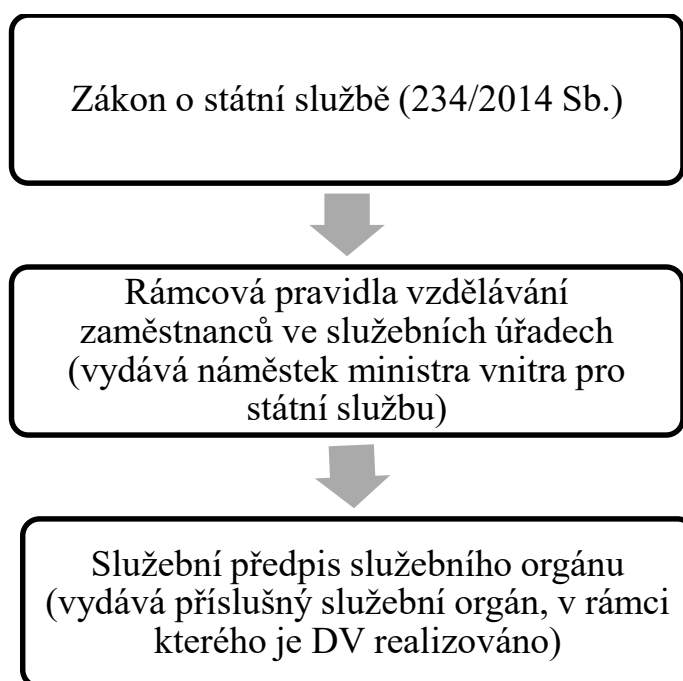 Zákon o státní službě (234/2014 Sb.)
Rámcová pravidla vzdělávání
zaměstnanců ve služebních úřadech
(vydává náměstek ministra vnitra pro
státní službu)
Služební předpis služebního orgánu
(vydává příslušný služební orgán, v rámci
kterého je DV realizováno)